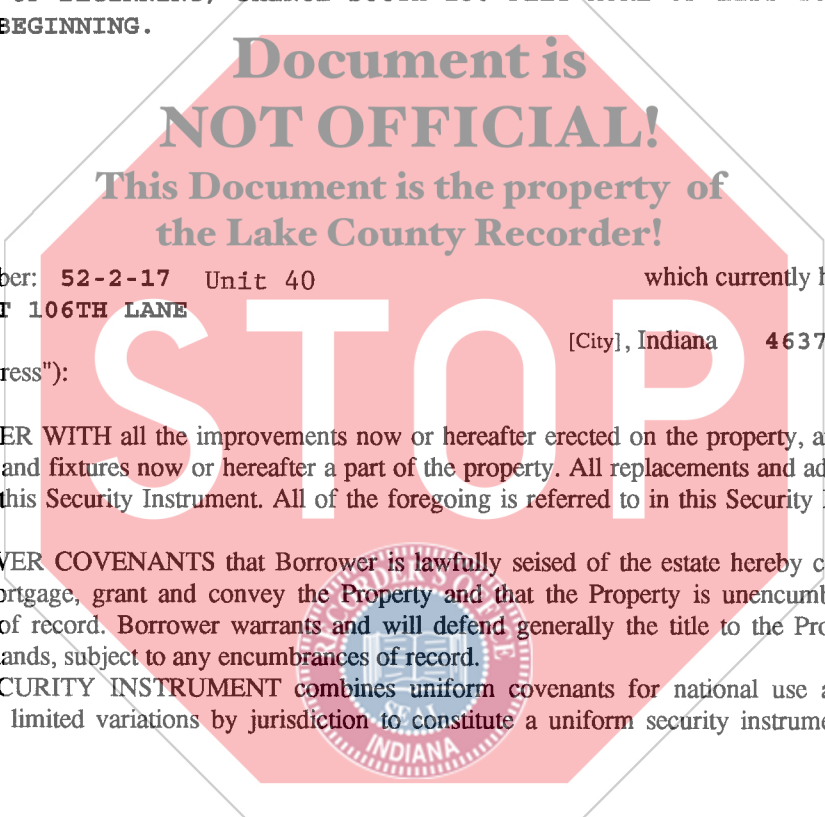 BEGINNING.
Document is
NOT OFFICIAL!
This Document is the property of
the Lake County Recorder!
ber: 52-2-17 Unit 40 which currently h
T 106TH LANE
[City], Indiana 4637
ress"):
STOP
ER WITH all the improvements now or hereafter erected on the property, a
and fixtures now or hereafter a part of the property. All replacements and ad
this Security Instrument. All of the foregoing is referred to in this Security I
VER COVENANTS that Borrower is lawfully seised of the estate hereby c
ortgage, grant and convey the Property and that the Property is unencumb
of record. Borrower warrants and will defend generally the title to the Pro
ands, subject to any encumbrances of record.
CURITY INSTRUMENT combines uniform covenants for national use a
limited variations by jurisdiction to constitute a uniform security instrume
RECORDER'S OFFICE
SEAL
INDIANA